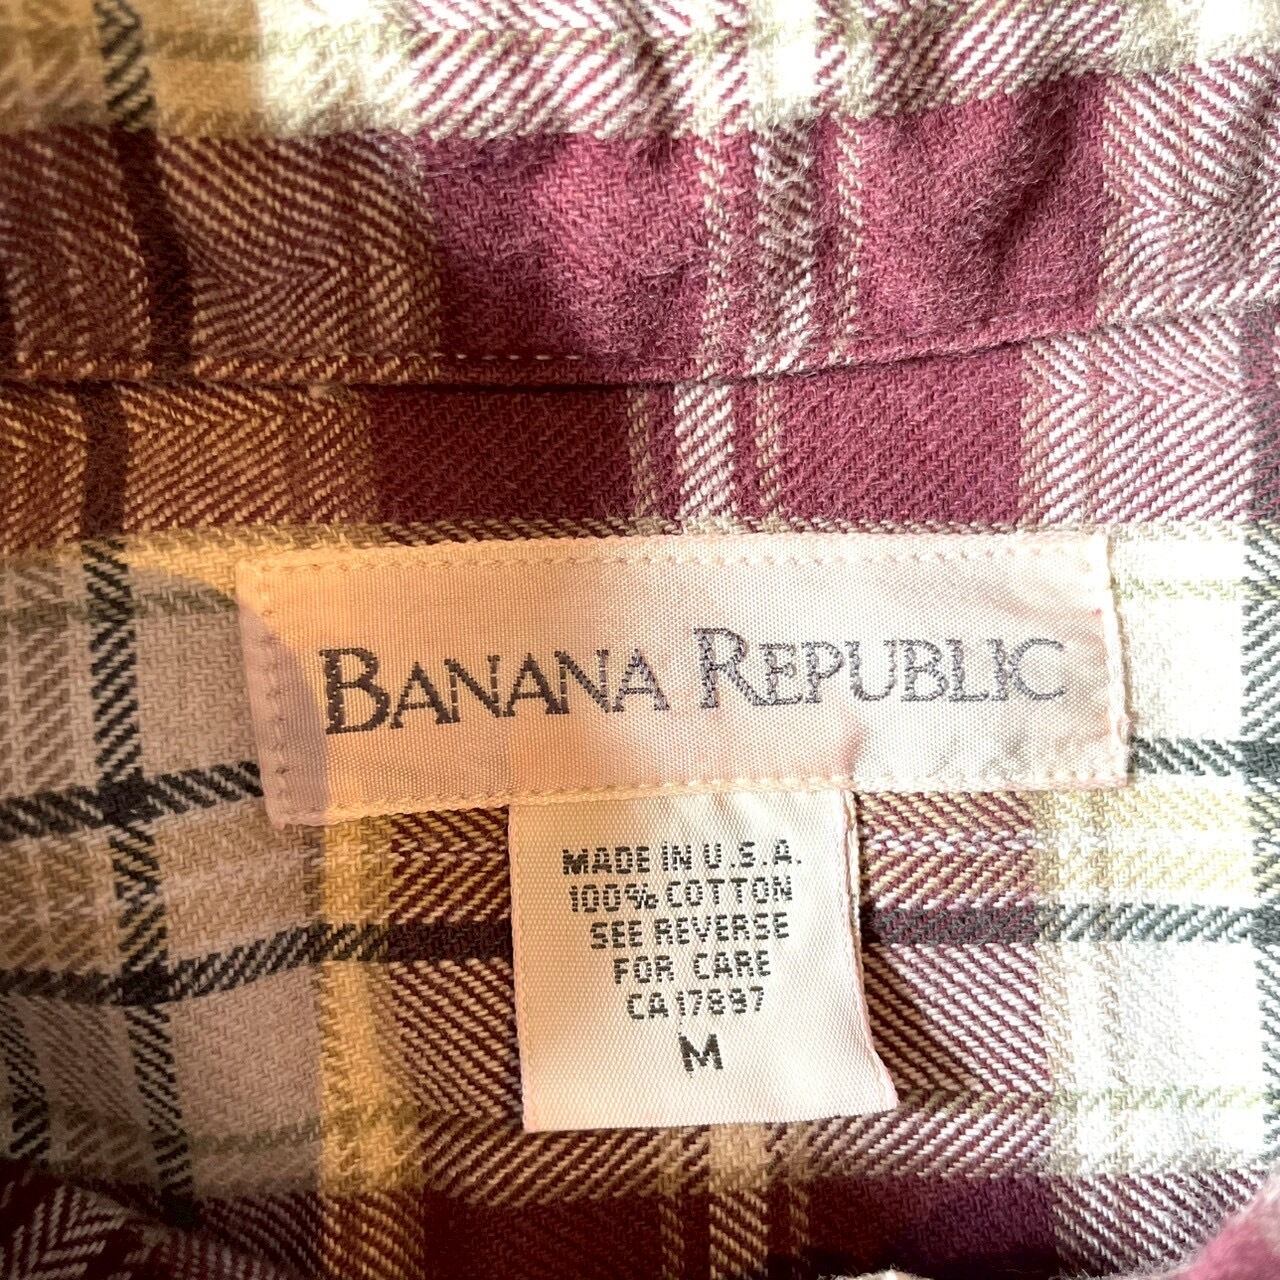 BANANA REPUBLIC
MADE IN U.S.A.
100% COTTON
SEE REVERSE
FOR CARE
CA 17897
M